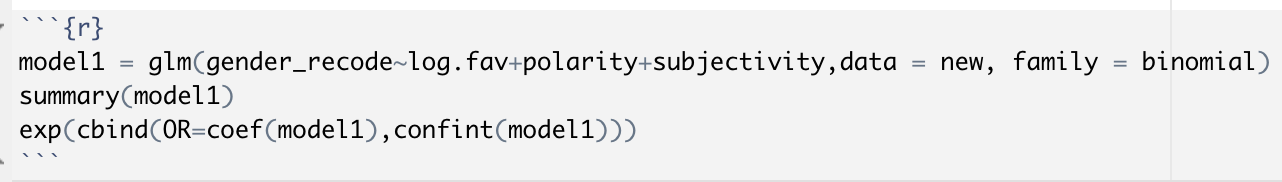 ```{r}
model1 = glm(gender_recode~log.fav+polarity+subjectivity,data = new, family = binomial)
summary(model1)
exp(cbind(OR=coef(model1),confint(model1)))
```